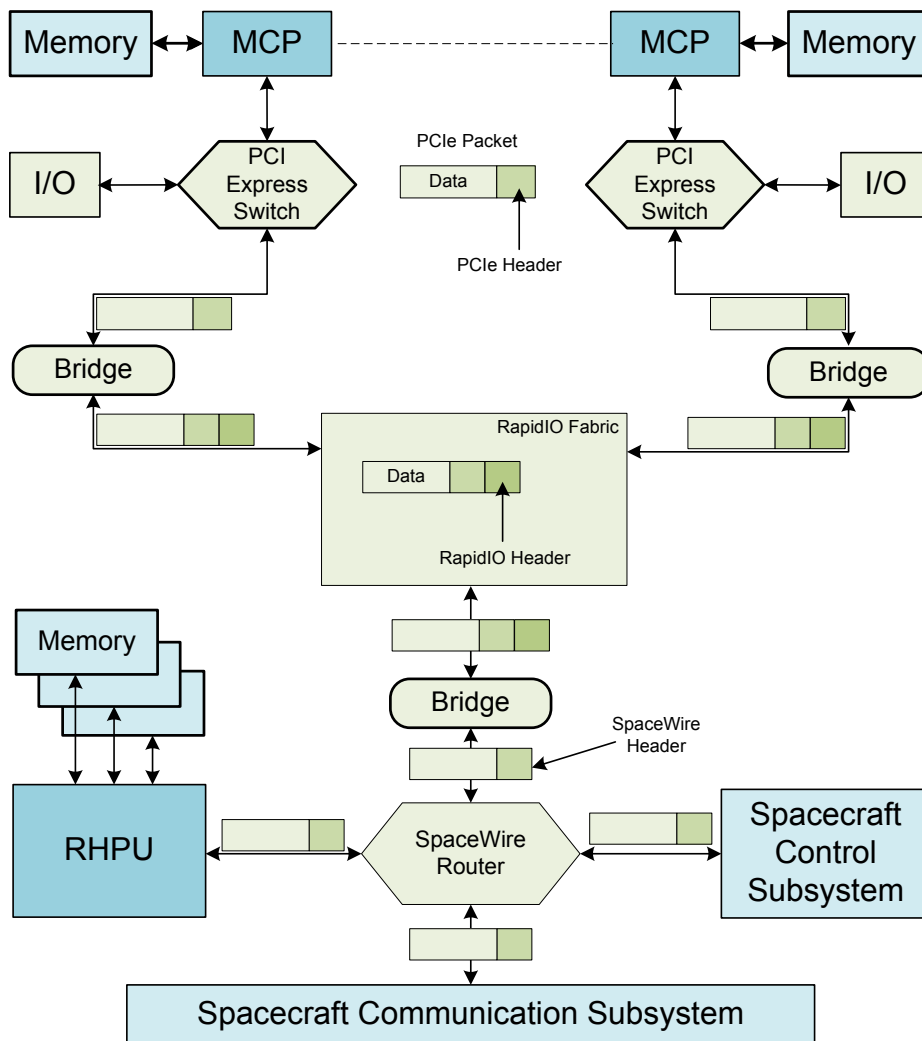 Memory
MCP
MCP
Memory
I/O
PCI
Express
Switch
PCIe Packet
Data
PCIe Header
PCI
Express
Switch
I/O
Bridge
Bridge
RapidIO Fabric
Data
RapidIO Header
Memory
Bridge
SpaceWire
Header
RHPU
SpaceWire
Router
Spacecraft
Control
Subsystem
Spacecraft Communication Subsystem